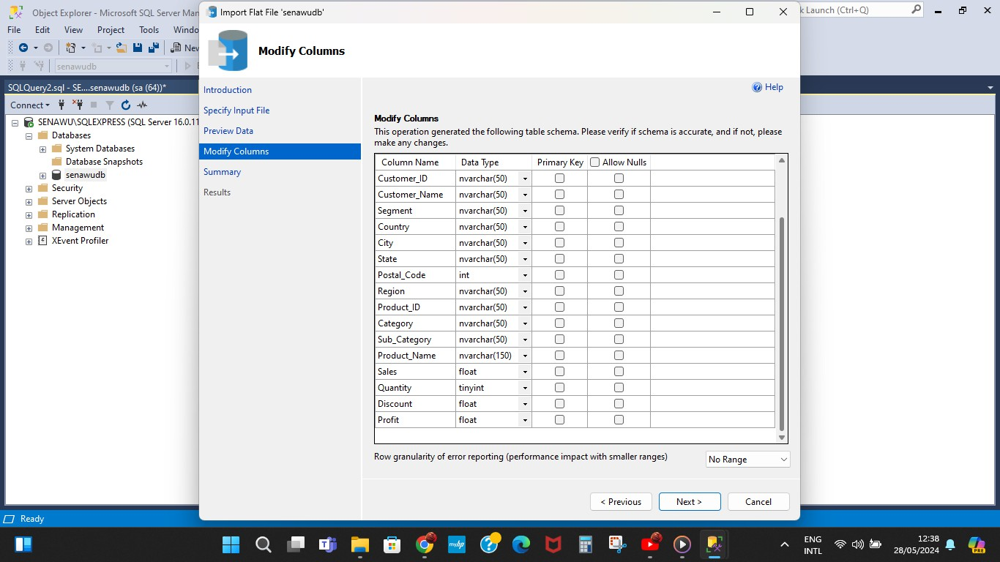 Object Explorer - Microsoft SQL Server Man
Import Flat File 'senawudb'
k Launch (Ctrl+Q)
File Edit View Project Tools Windo
New
senawudb
Modify Columns
SQLQuery2.sql - SE....senawudb (sa (64))*
Connect
SENAWU\SQLEXPRESS (SQL Server 16.0.11
Databases
System Databases
Database Snapshots
senawudb
Security
Server Objects
Replication
Management
XEvent Profiler
Introduction
Specify Input File
Preview Data
Modify Columns
Summary
Results
Help
Modify Columns
This operation generated the following table schema. Please verify if schema is accurate, and if not, please
make any changes.
Column Name Data Type Primary Key Allow Nulls
Customer_ID nvarchar(50)
Customer_Name nvarchar(50)
Segment nvarchar(50)
Country nvarchar(50)
City nvarchar(50)
State nvarchar(50)
Postal_Code int
Region nvarchar(50)
Product_ID nvarchar(50)
Category nvarchar(50)
Sub_Category nvarchar(50)
Product_Name nvarchar(150)
Sales float
Quantity tinyint
Discount float
Profit float
Row granularity of error reporting (performance impact with smaller ranges) No Range
< Previous Next > Cancel
Ready
myhp
ENG
INTL
12:38
28/05/2024
PRE